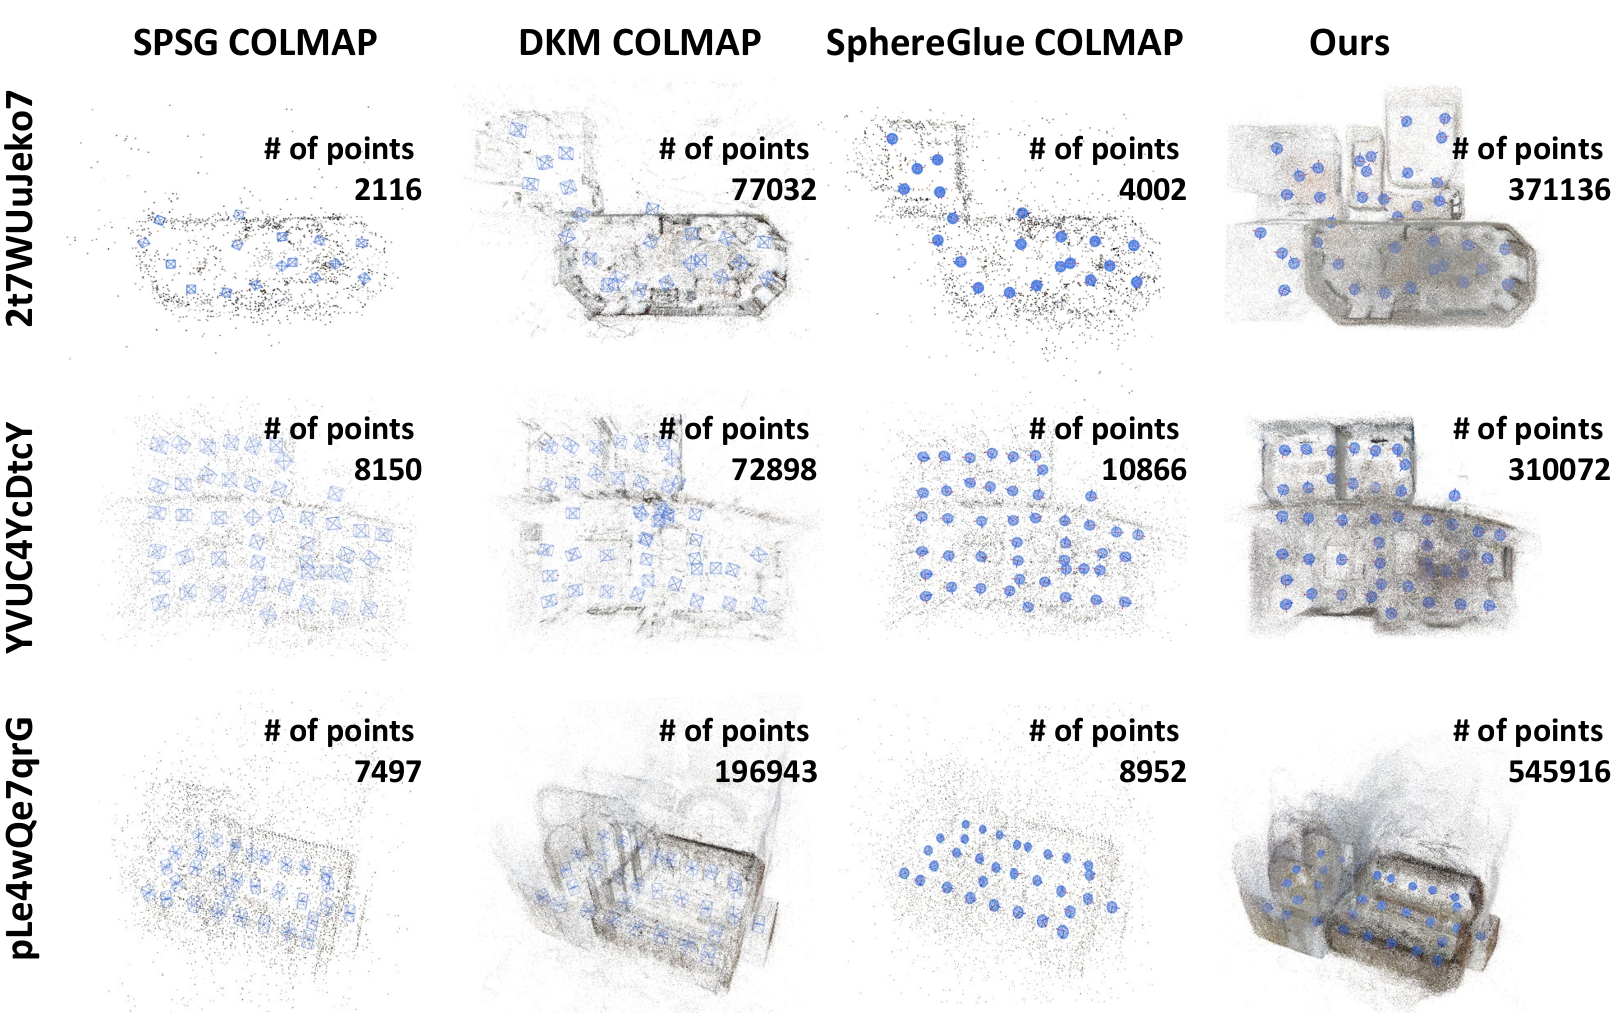 SPSG COLMAP DKM COLMAP SphereGlue COLMAP Ours
2t7WUuJeko7
# of points # of points # of points # of points
2116 77032 4002 371136
YVUC4YcDtcY
# of points # of points # of points # of points
8150 72898 10866 310072
pLe4wQe7qrG
# of points # of points # of points # of points
7497 196943 8952 545916